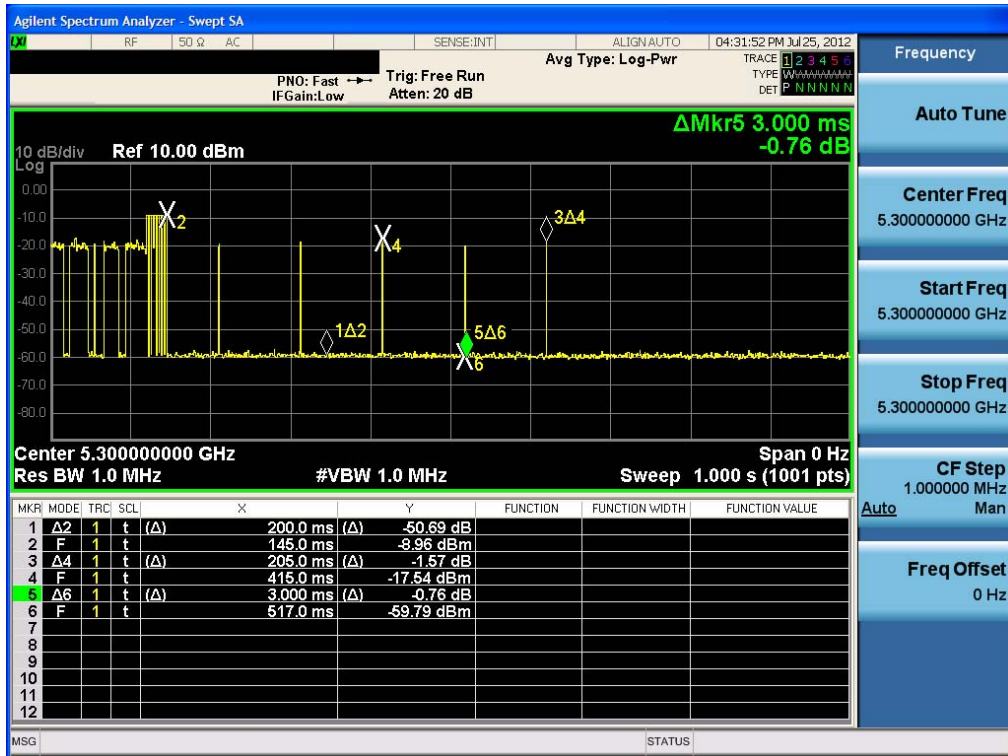 Agilent Spectrum Analyzer - Swept SA
LXI RF 50 Ω AC SENSE:INT ALIGN AUTO 04:31:52 PM Jul 25, 2012
Frequency
PNO: Fast
IFGain:Low
Trig: Free Run
Atten: 20 dB
Avg Type: Log-Pwr
TRACE 1 2 3 4 5 6
TYPE
DET P N N N N N
ΔMkr5 3.000 ms
-0.76 dB
10 dB/div Ref 10.00 dBm
Log
0.00
-10.0
-20.0
-30.0
-40.0
-50.0
-60.0
-70.0
-80.0
2
4
3Δ4
1Δ2
5Δ6
6
Center 5.300000000 GHz Span 0 Hz
Res BW 1.0 MHz #VBW 1.0 MHz Sweep 1.000 s (1001 pts)
MKR MODE TRC SCL X Y FUNCTION FUNCTION WIDTH FUNCTION VALUE
1 Δ2 1 t (Δ) 200.0 ms (Δ) -50.69 dB
2 F 1 t 145.0 ms -8.96 dBm
3 Δ4 1 t (Δ) 205.0 ms (Δ) -1.57 dB
4 F 1 t 415.0 ms -17.54 dBm
5 Δ6 1 t (Δ) 3.000 ms (Δ) -0.76 dB
6 F 1 t 517.0 ms -59.79 dBm
7
8
9
10
11
12
MSG STATUS
Auto Tune
Center Freq
5.300000000 GHz
Start Freq
5.300000000 GHz
Stop Freq
5.300000000 GHz
CF Step
1.000000 MHz
Auto Man
Freq Offset
0 Hz